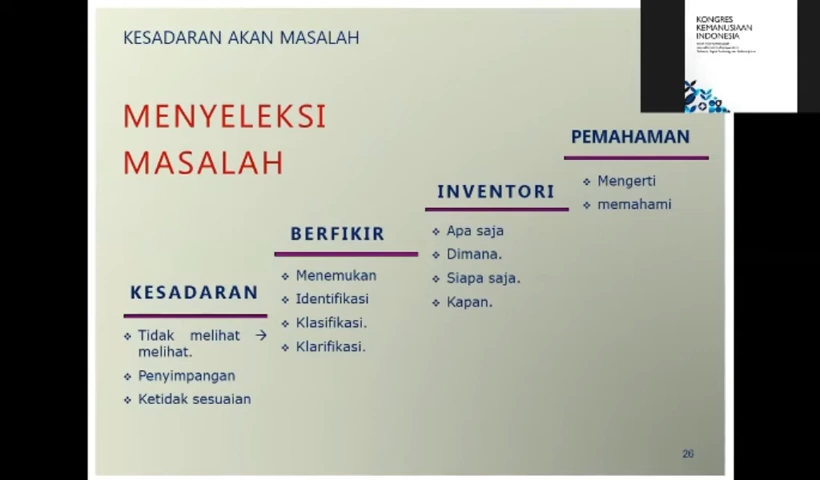 KESADARAN AKAN MASALAH
KONGRES
KEMANUSIAAN
INDONESIA
MENYELEKSI
MASALAH
KESADARAN
❖ Tidak melihat →
melihat.
❖ Penyimpangan
❖ Ketidak sesuaian
BERFIKIR
❖ Menemukan
❖ Identifikasi
❖ Klasifikasi.
❖ Klarifikasi.
INVENTORI
❖ Apa saja
❖ Dimana.
❖ Siapa saja.
❖ Kapan.
PEMAHAMAN
❖ Mengerti
❖ memahami
26